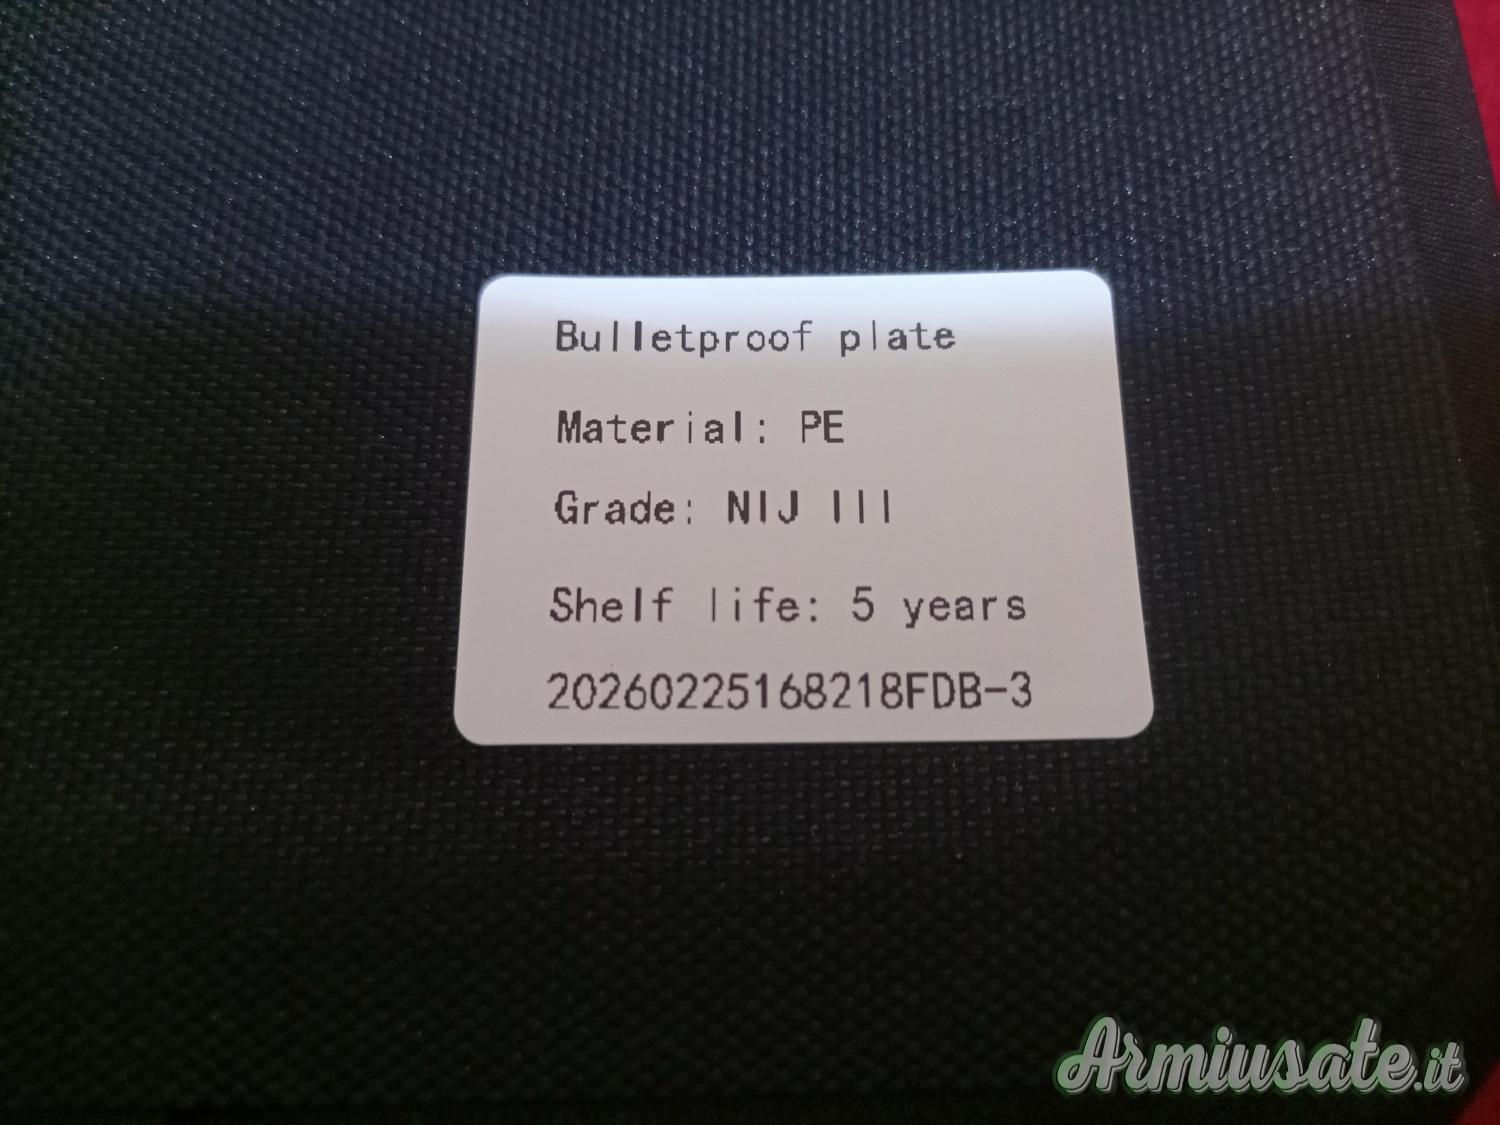 Bulletproof plate
Material: PE
Grade: NIJ III
Shelf life: 5 years
20260225168218FDB-3
Armiusate.it